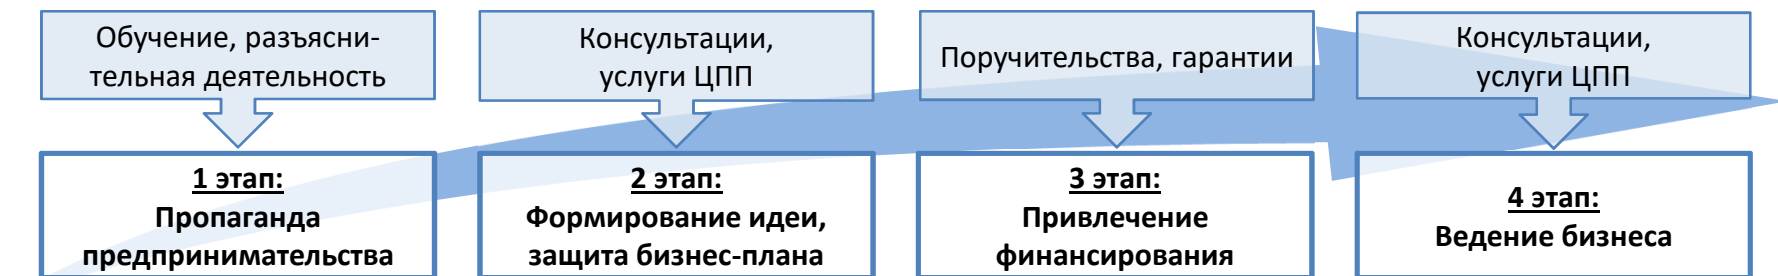 Обучение, разъясни-
тельная деятельность
Консультации,
услуги ЦПП
Поручительства, гарантии
Консультации,
услуги ЦПП
1 этап:
Пропаганда
предпринимательства
2 этап:
Формирование идеи,
защита бизнес-плана
3 этап:
Привлечение
финансирования
4 этап:
Ведение бизнеса